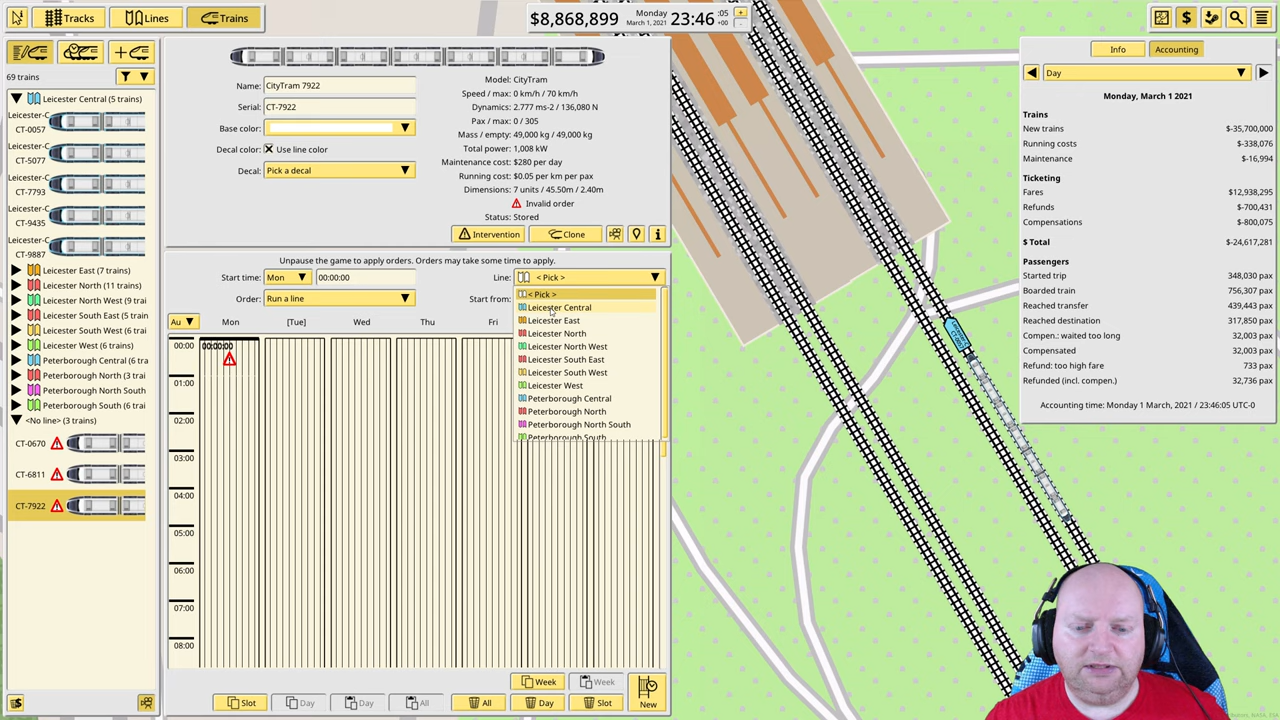 Tracks
Lines
Trains
$8,868,899
Monday
March 1, 2021
23:46
:05
+00
+
-
69 trains
Leicester Central (5 trains)
Leicester-C
CT-0057
Leicester-C
CT-5077
Leicester-C
CT-7793
Leicester-C
CT-9435
Leicester-C
CT-9887
Leicester East (7 trains)
Leicester North (11 trains)
Leicester North West (9 trai
Leicester South East (5 train
Leicester South West (6 trai
Leicester West (6 trains)
Peterborough Central (6 tra
Peterborough North (3 trai
Peterborough North South
Peterborough South (6 trai
<No line> (3 trains)
CT-0670
CT-6811
CT-7922
Name:
CityTram 7922
Serial:
CT-7922
Base color:
Decal color:
Use line color
Decal:
Pick a decal
Model: CityTram
Speed / max: 0 km/h / 70 km/h
Dynamics: 2.777 ms-2 / 136,080 N
Pax / max: 0 / 305
Mass / empty: 49,000 kg / 49,000 kg
Total power: 1,008 kW
Maintenance cost: $280 per day
Running cost: $0.05 per km per pax
Dimensions: 7 units / 45.50m / 2.40m
Invalid order
Status: Stored
Intervention
Clone
Unpause the game to apply orders. Orders may take some time to apply.
Start time:
Mon
00:00:00
Line:
< Pick >
Order:
Run a line
Start from:
< Pick >
Leicester Central
Leicester East
Leicester North
Leicester North West
Leicester South East
Leicester South West
Leicester West
Peterborough Central
Peterborough North
Peterborough North South
Peterborough South
Au
Mon
[Tue]
Wed
Thu
Fri
00:00
00:00:00
01:00
02:00
03:00
04:00
05:00
06:00
07:00
08:00
Week
Week
Slot
Day
Day
All
All
Day
Slot
New
Info
Accounting
Day
Monday, March 1 2021
Trains
New trains $-35,700,000
Running costs $-338,076
Maintenance $-16,994
Ticketing
Fares $12,938,295
Refunds $-700,431
Compensations $-800,075
$ Total $-24,617,281
Passengers
Started trip 348,030 pax
Boarded train 756,307 pax
Reached transfer 439,443 pax
Reached destination 317,850 pax
Compen.: waited too long 32,003 pax
Compensated 32,003 pax
Refund: too high fare 733 pax
Refunded (incl. compen.) 32,736 pax
Accounting time: Monday 1 March, 2021 / 23:46:05 UTC-0